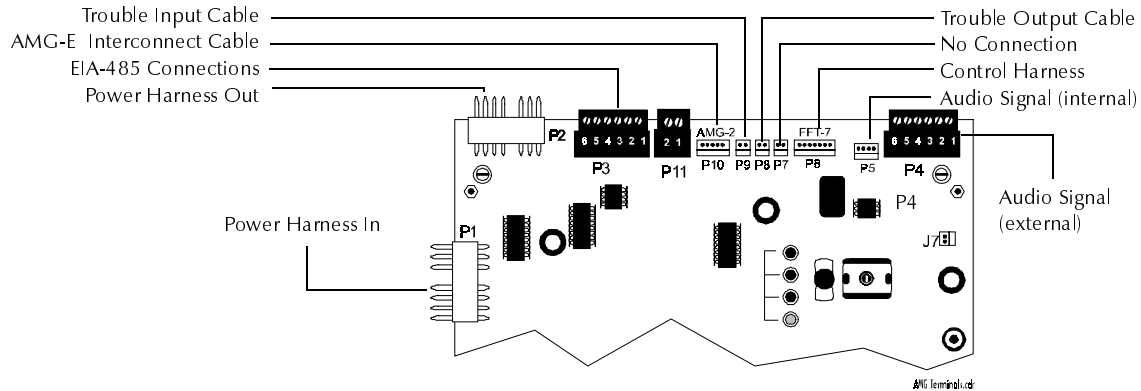 Trouble Input Cable
AMG-E Interconnect Cable
EIA-485 Connections
Power Harness Out
Trouble Output Cable
No Connection
Control Harness
Audio Signal (internal)
P2
6 5 4 3 2 1
P3
2 1
P11
AMG-2
P10
P9
P8
P7
FFT-7
P6
P5
6 5 4 3 2 1
P4
P4
Audio Signal
(external)
Power Harness In
P1
J7
AMG Terminals.cdr